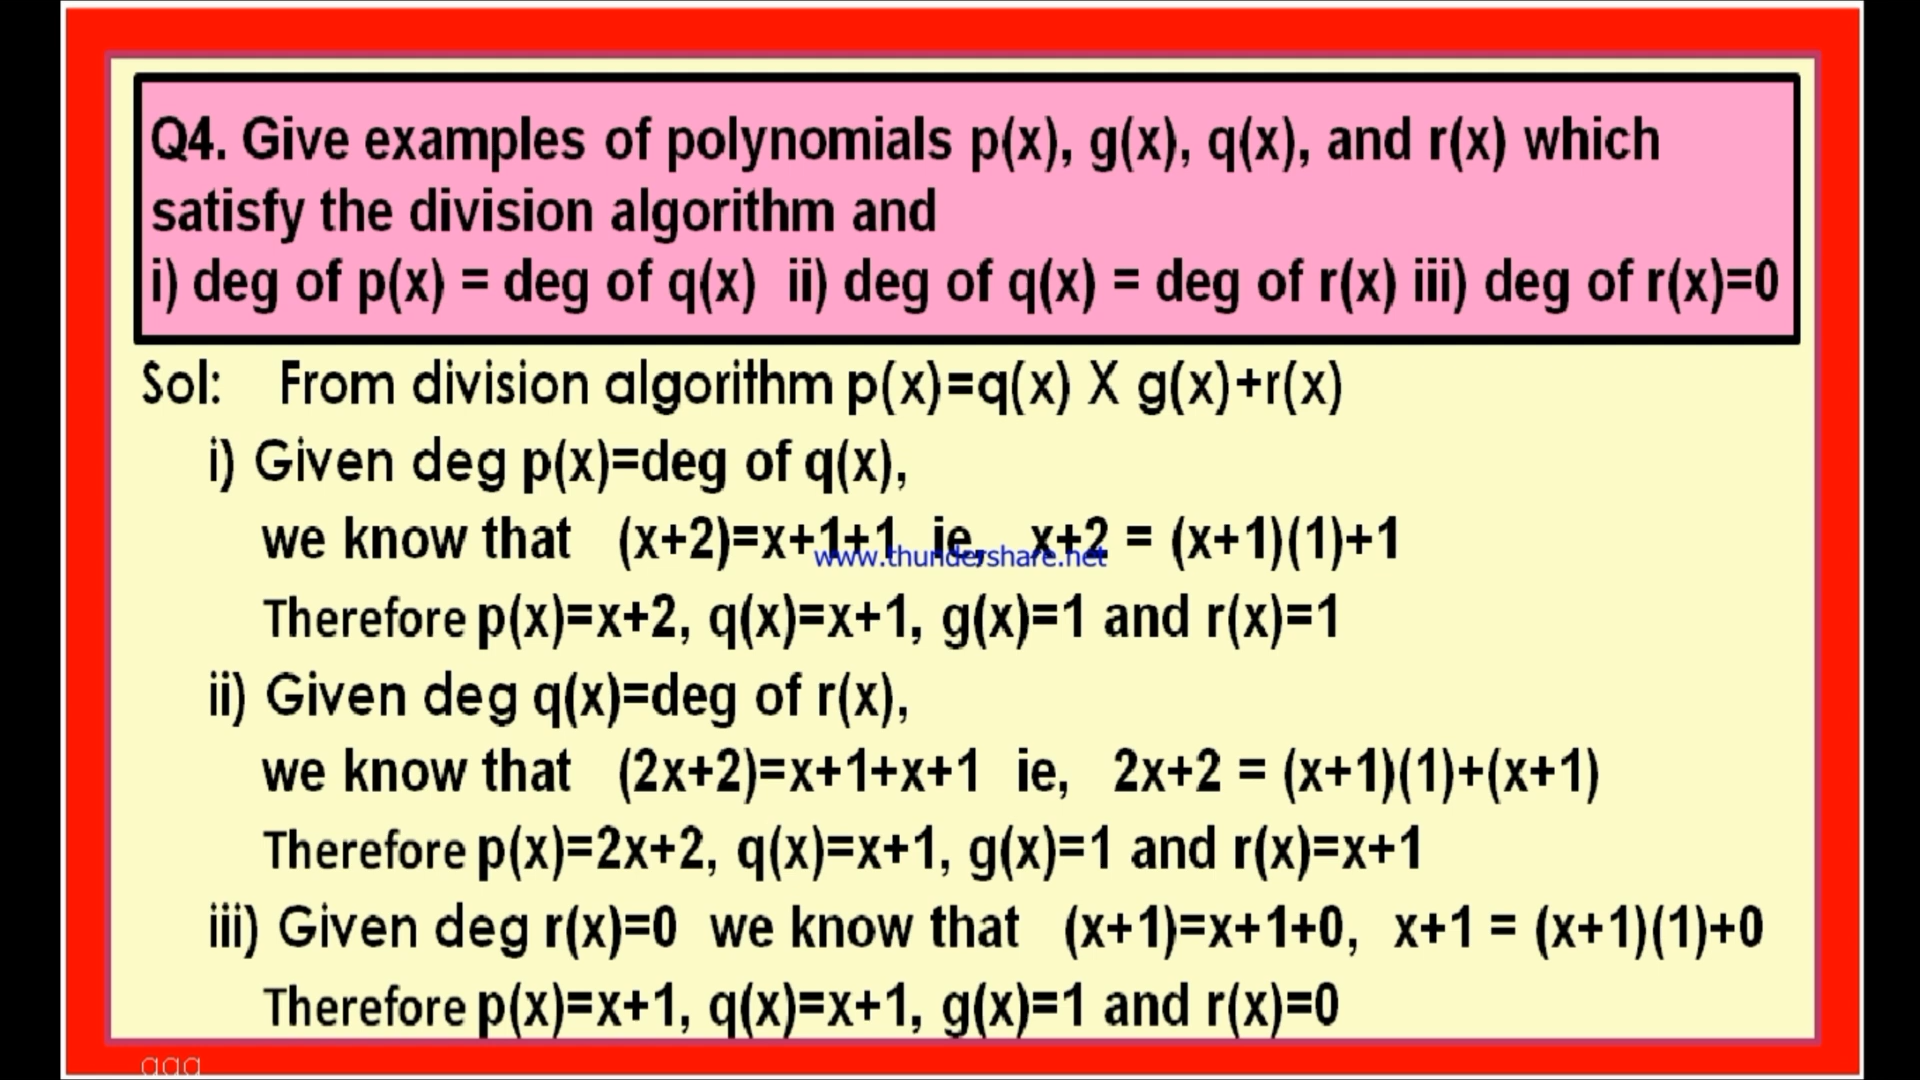 Q4. Give examples of polynomials p(x), g(x), q(x), and r(x) which
satisfy the division algorithm and
i) deg of p(x) = deg of q(x) ii) deg of q(x) = deg of r(x) iii) deg of r(x)=0
Sol: From division algorithm p(x)=q(x) X g(x)+r(x)
i) Given deg p(x)=deg of q(x),
we know that (x+2)=x+1+1 ie, x+2 = (x+1)(1)+1
www.thundershare.net
Therefore p(x)=x+2, q(x)=x+1, g(x)=1 and r(x)=1
ii) Given deg q(x)=deg of r(x),
we know that (2x+2)=x+1+x+1 ie, 2x+2 = (x+1)(1)+(x+1)
Therefore p(x)=2x+2, q(x)=x+1, g(x)=1 and r(x)=x+1
iii) Given deg r(x)=0 we know that (x+1)=x+1+0, x+1 = (x+1)(1)+0
Therefore p(x)=x+1, q(x)=x+1, g(x)=1 and r(x)=0